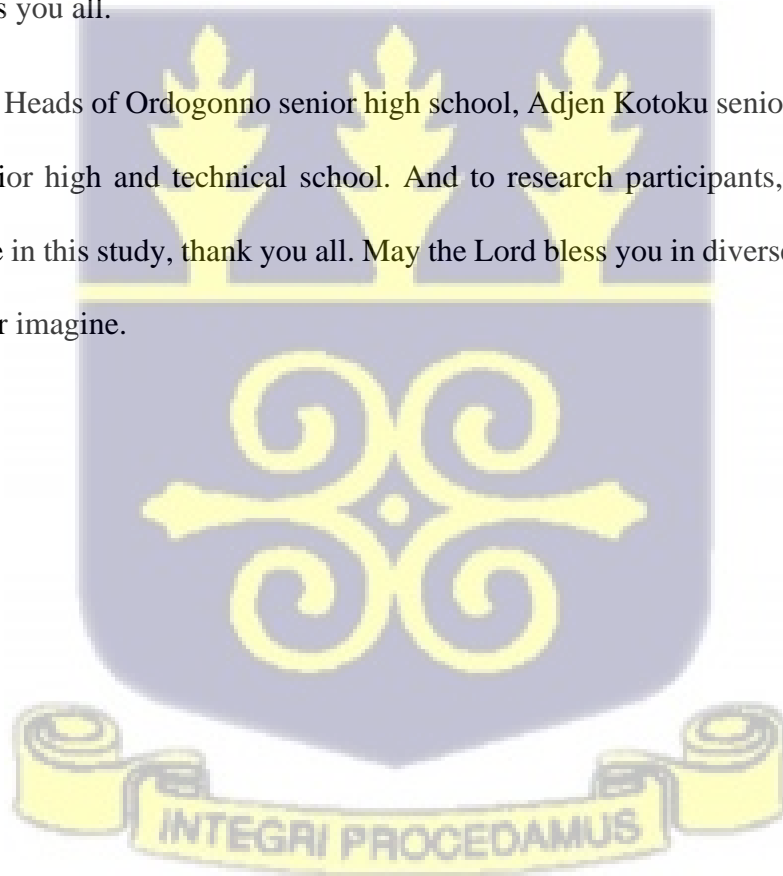 s you all.
Heads of Ordogonno senior high school, Adjen Kotoku senio
ior high and technical school. And to research participants,
e in this study, thank you all. May the Lord bless you in diverse
r imagine.
INTEGRI PROCEDAMUS